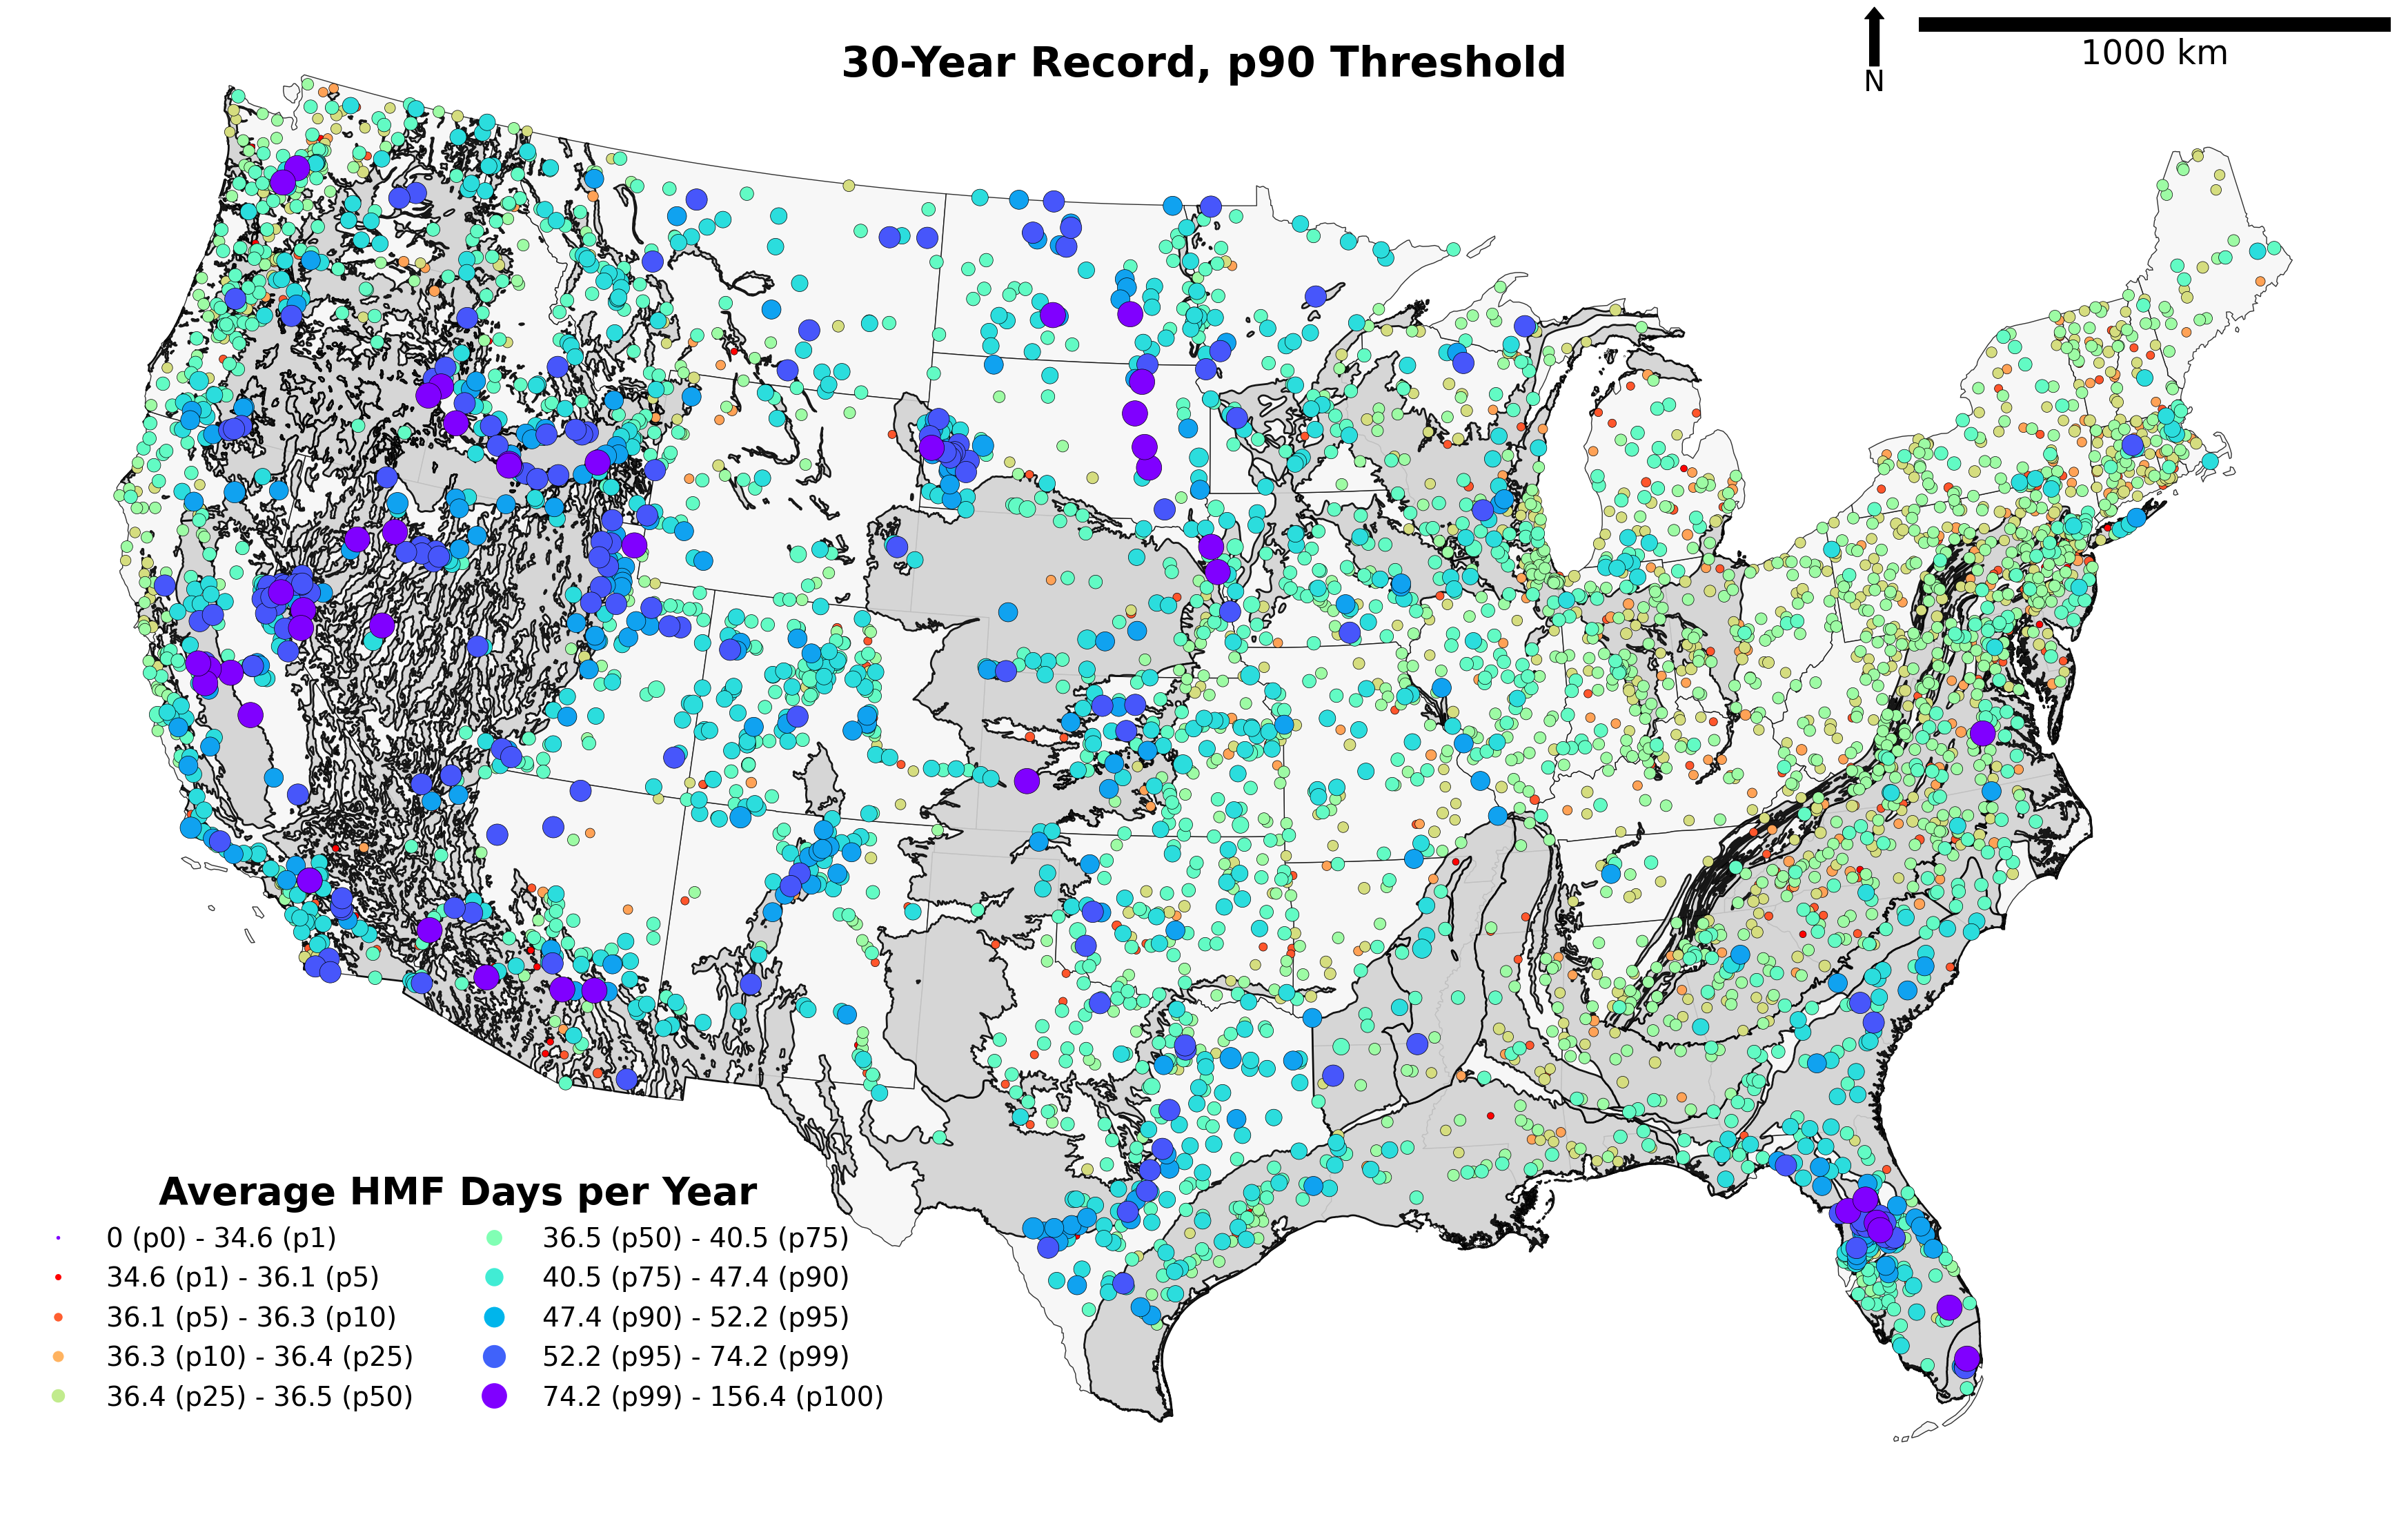 30-Year Record, p90 Threshold
1000 km
N
Average HMF Days per Year
0 (p0) - 34.6 (p1)
34.6 (p1) - 36.1 (p5)
36.1 (p5) - 36.3 (p10)
36.3 (p10) - 36.4 (p25)
36.4 (p25) - 36.5 (p50)
36.5 (p50) - 40.5 (p75)
40.5 (p75) - 47.4 (p90)
47.4 (p90) - 52.2 (p95)
52.2 (p95) - 74.2 (p99)
74.2 (p99) - 156.4 (p100)